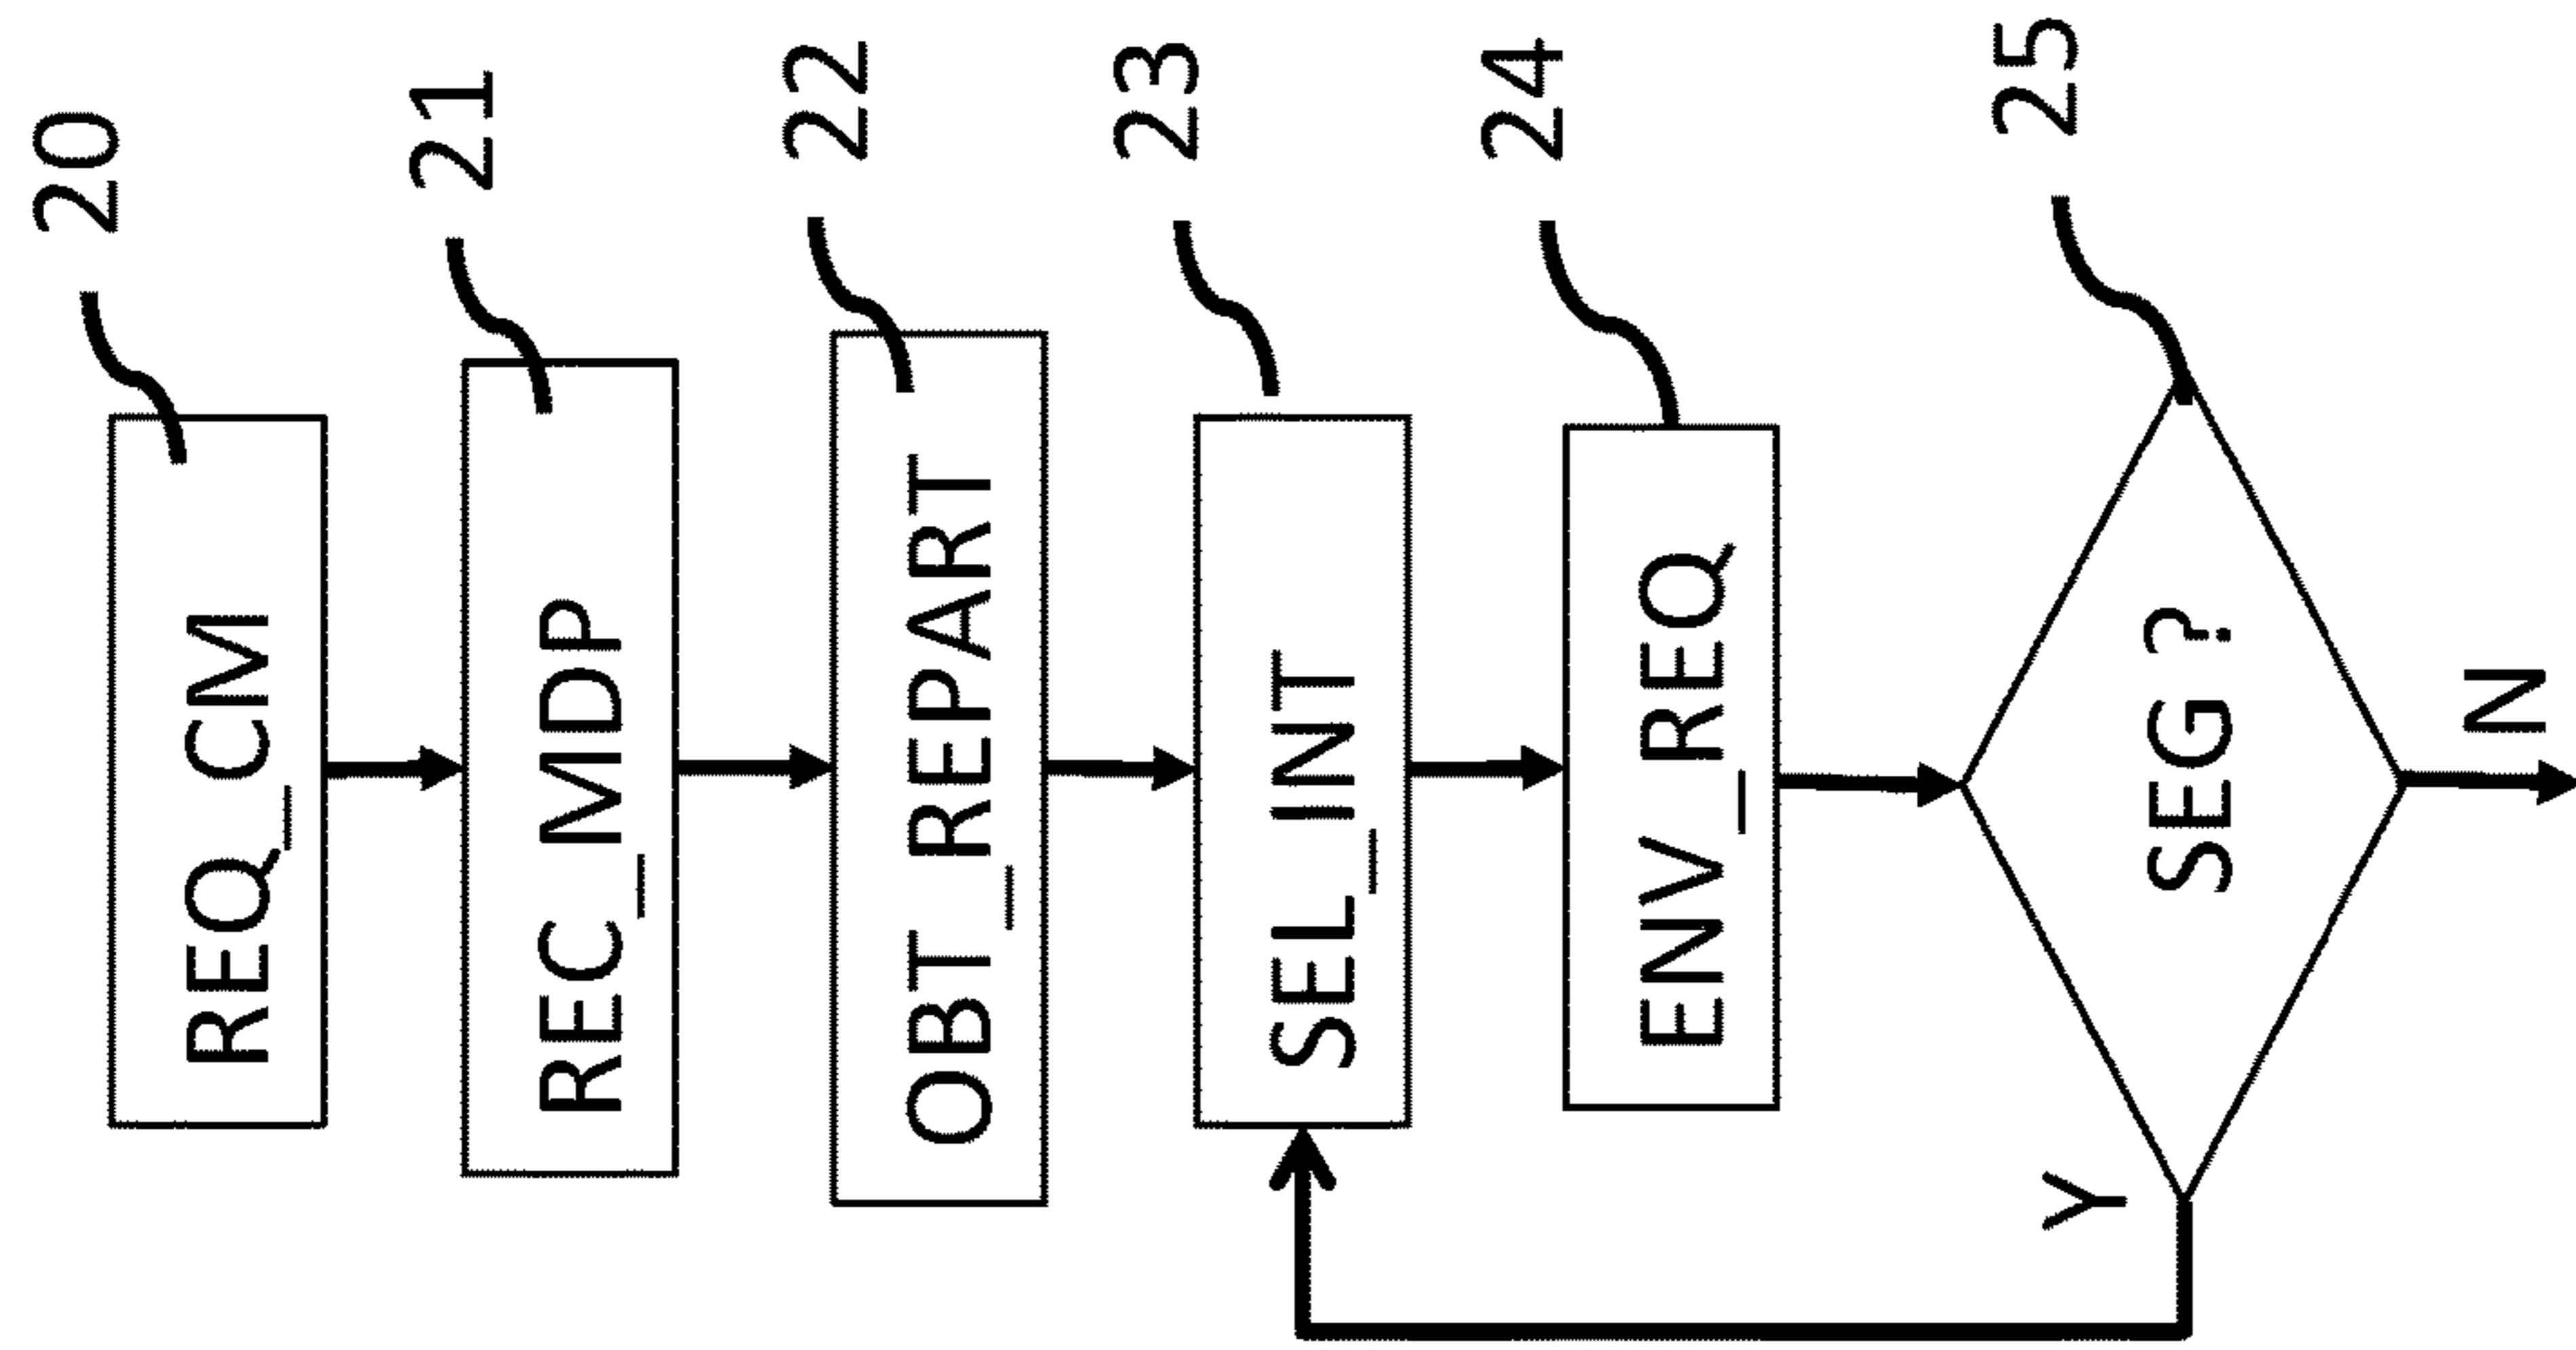 20
REQ_CM
21
REC_MDP
22
OBT_REPART
23
SEL_INT
24
ENV_REQ
25
SEG ?
Y
N